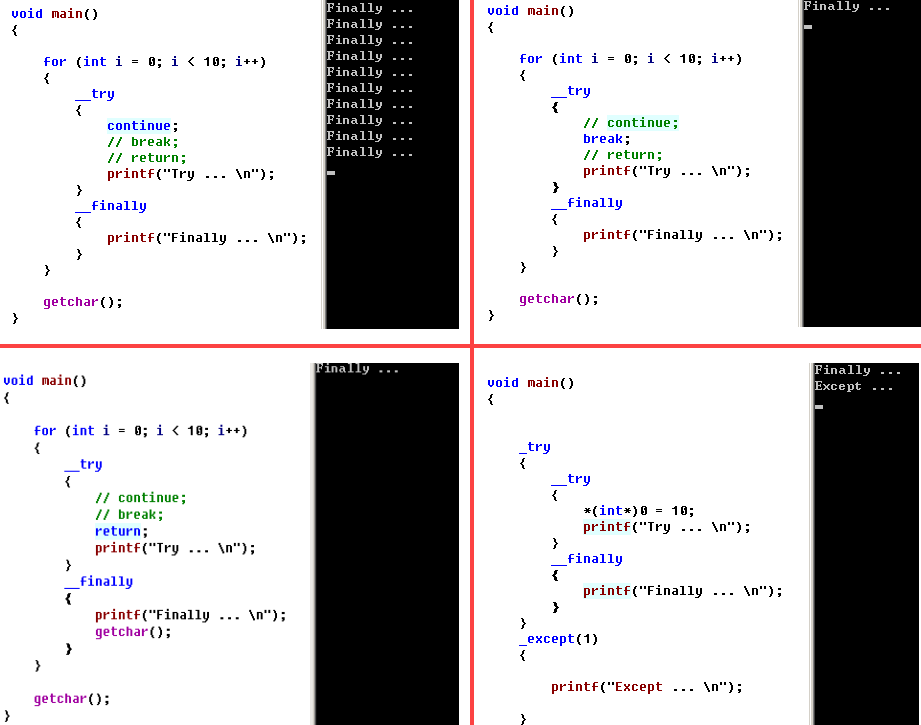 void main()
{
for (int i = 0; i < 10; i++)
{
__try
{
continue;
// break;
// return;
printf("Try ... \n");
}
__finally
{
printf("Finally ... \n");
}
}
getchar();
}
Finally ...
Finally ...
Finally ...
Finally ...
Finally ...
Finally ...
Finally ...
Finally ...
Finally ...
Finally ...
void main()
{
for (int i = 0; i < 10; i++)
{
__try
{
// continue;
break;
// return;
printf("Try ... \n");
}
__finally
{
printf("Finally ... \n");
}
}
getchar();
}
Finally ...
void main()
{
for (int i = 0; i < 10; i++)
{
__try
{
// continue;
// break;
return;
printf("Try ... \n");
}
__finally
{
printf("Finally ... \n");
getchar();
}
}
getchar();
}
Finally ...
void main()
{
_try
{
__try
{
*(int*)0 = 10;
printf("Try ... \n");
}
__finally
{
printf("Finally ... \n");
}
}
_except(1)
{
printf("Except ... \n");
}
Finally ...
Except ...